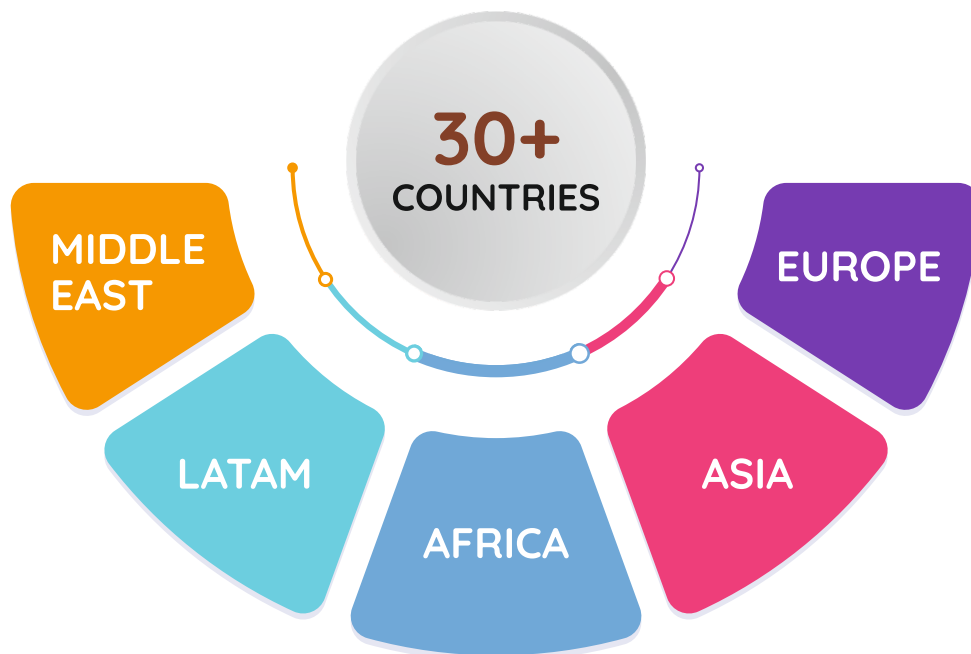 30+
COUNTRIES
MIDDLE
EAST
LATAM
AFRICA
ASIA
EUROPE